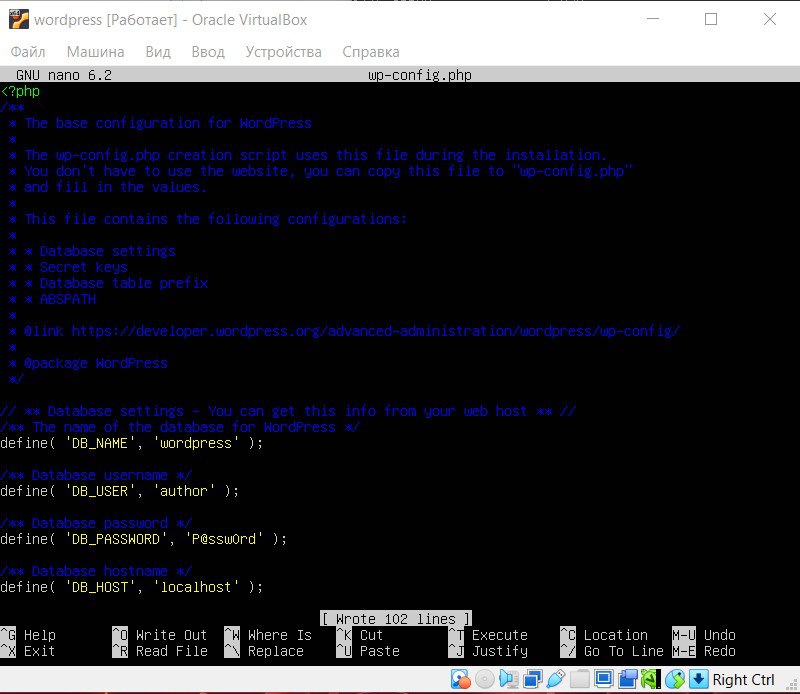 wordpress [Работает] - Oracle VirtualBox
Файл Машина Вид Ввод Устройства Справка
GNU nano 6.2 wp-config.php
<?php
/**
 * The base configuration for WordPress
 *
 * The wp-config.php creation script uses this file during the installation.
 * You don't have to use the website, you can copy this file to "wp-config.php"
 * and fill in the values.
 *
 * This file contains the following configurations:
 *
 * * Database settings
 * * Secret keys
 * * Database table prefix
 * * ABSPATH
 *
 * @link https://developer.wordpress.org/advanced-administration/wordpress/wp-config/
 *
 * @package WordPress
 */
// ** Database settings - You can get this info from your web host ** //
/** The name of the database for WordPress */
define( 'DB_NAME', 'wordpress' );
/** Database username */
define( 'DB_USER', 'author' );
/** Database password */
define( 'DB_PASSWORD', 'P@ssw0rd' );
/** Database hostname */
define( 'DB_HOST', 'localhost' );
[ Wrote 102 lines ]
^G Help ^O Write Out ^W Where Is ^K Cut ^T Execute ^C Location M-U Undo
^X Exit ^R Read File ^\ Replace ^U Paste ^J Justify ^/ Go To Line M-E Redo
Right Ctrl